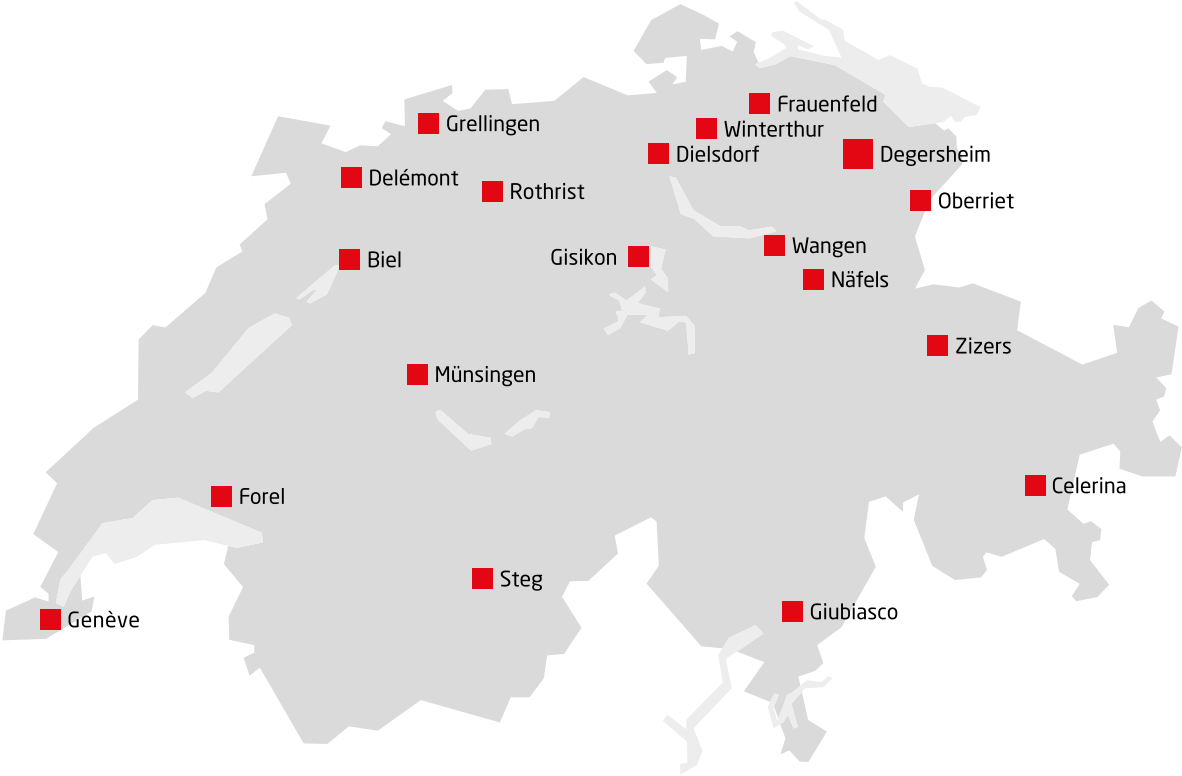 Frauenfeld
Grellingen
Winterthur
Dielsdorf
Degersheim
Delémont
Rothrist
Oberriet
Wangen
Gisikon
Biel
Näfels
Zizers
Münsingen
Celerina
Forel
Steg
Giubiasco
Genève